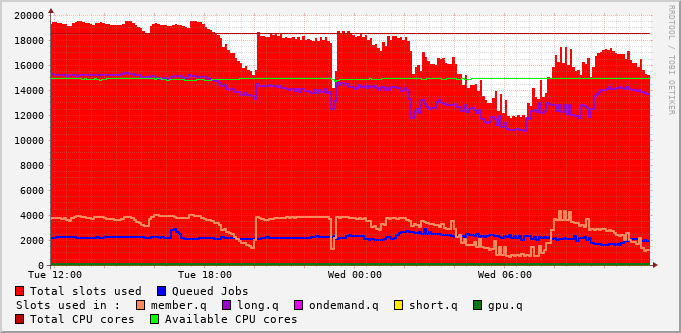 20000
18000
16000
14000
12000
10000
8000
6000
4000
2000
0
Tue 12:00 Tue 18:00 Wed 00:00 Wed 06:00
Total slots used Queued Jobs
Slots used in : member.q long.q ondemand.q short.q gpu.q
Total CPU cores Available CPU cores
RRDTOOL / TOBI OETIKER